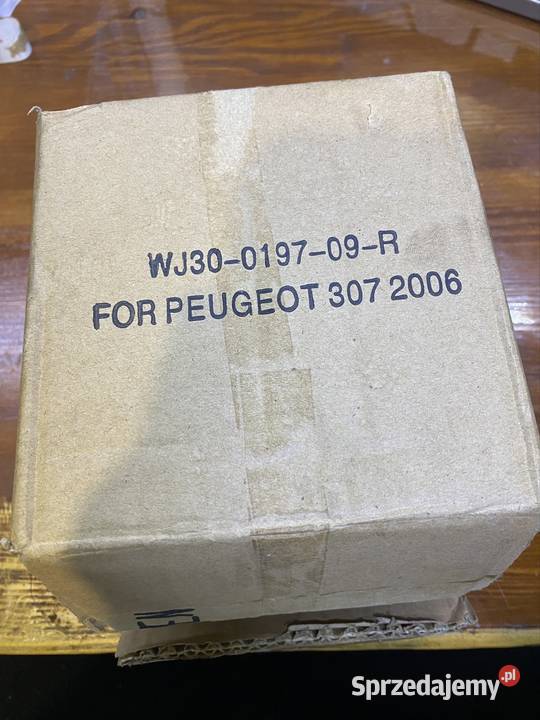 WJ30-0197-09-R
FOR PEUGEOT 307 2006
Sprzedajemy.pl